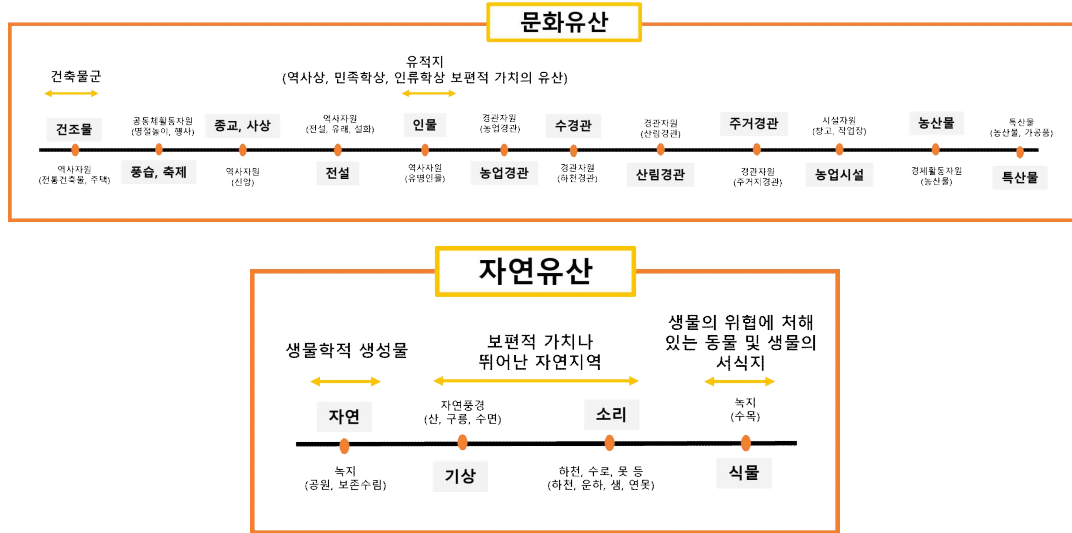 문화유산
건축물군
유적지
(역사상, 민족학상, 인류학상 보편적 가치의 유산)
건조물
공동체활동자원
(명절놀이, 행사)
종교, 사상
역사자원
(전설, 유래, 설화)
인물
경관자원
(농업경관)
수경관
경관자원
(산림경관)
주거경관
시설자원
(창고, 작업장)
농산물
특산물
(농산물, 가공품)
역사자원
(전통건축물, 주택)
풍습, 축제
역사자원
(신앙)
전설
역사자원
(유명인물)
농업경관
경관자원
(하천경관)
산림경관
경관자원
(주거지경관)
농업시설
경제활동자원
(농산물)
특산물
자연유산
생물학적 생성물
보편적 가치나
뛰어난 자연지역
생물의 위협에 처해
있는 동물 및 생물의
서식지
자연
자연풍경
(산, 구릉, 수면)
소리
녹지
(수목)
녹지
(공원, 보존수림)
기상
하천, 수로, 못 등
(하천, 운하, 샘, 연못)
식물